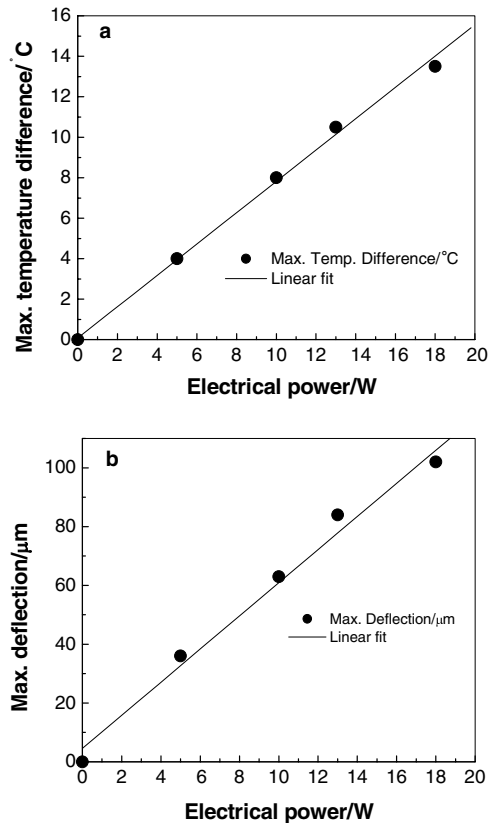 a
16
14
12
10
8
6
4
2
0
Max. temperature difference/°C
Max. Temp. Difference/°C
Linear fit
0 2 4 6 8 10 12 14 16 18 20
Electrical power/W
b
100
80
60
40
20
0
Max. deflection/μm
Max. Deflection/μm
Linear fit
0 2 4 6 8 10 12 14 16 18 20
Electrical power/W